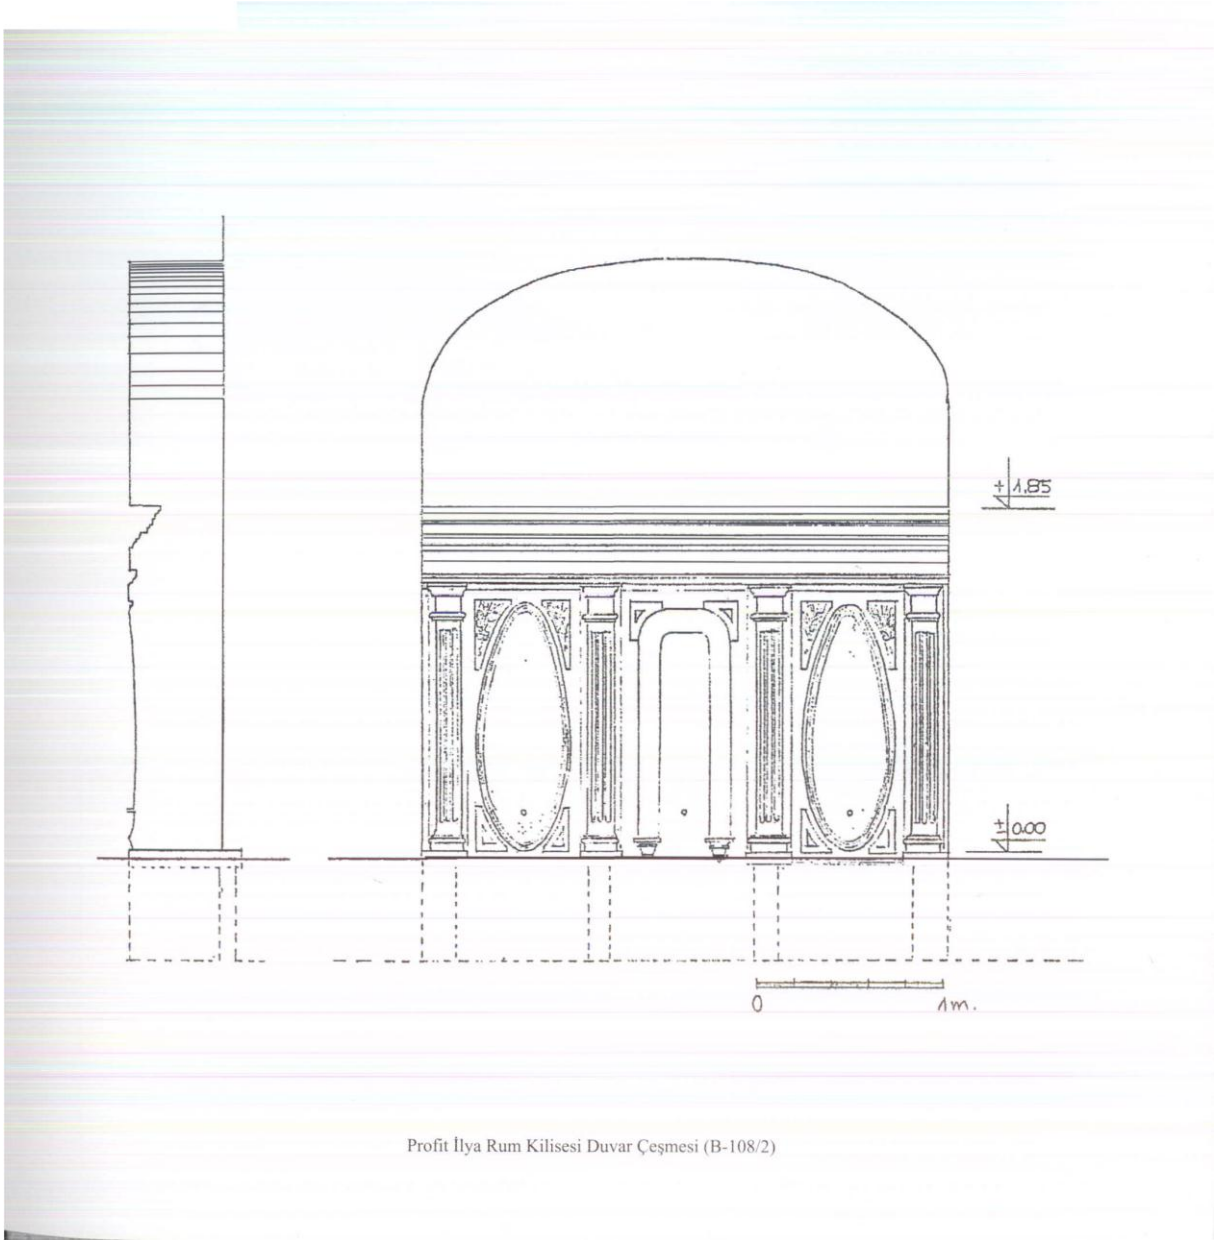 ± 1,85
± 0.00
0 1m.
Profit İlya Rum Kilisesi Duvar Çeşmesi (B-108/2)